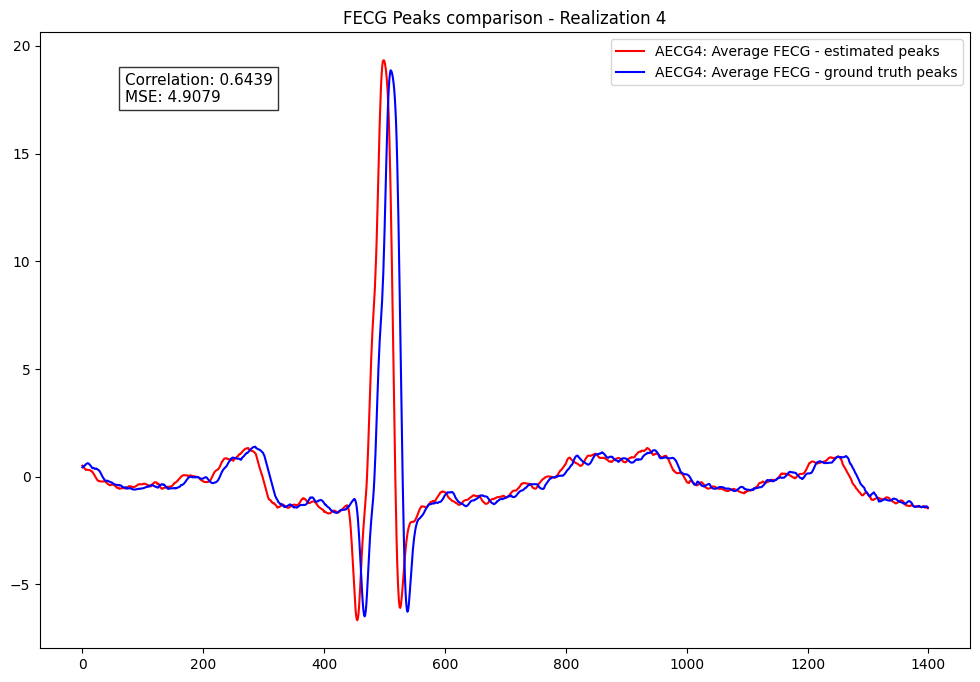 FECG Peaks comparison - Realization 4
AECG4: Average FECG - estimated peaks
AECG4: Average FECG - ground truth peaks
Correlation: 0.6439
MSE: 4.9079
20
15
10
5
0
−5
0
200
400
600
800
1000
1200
1400